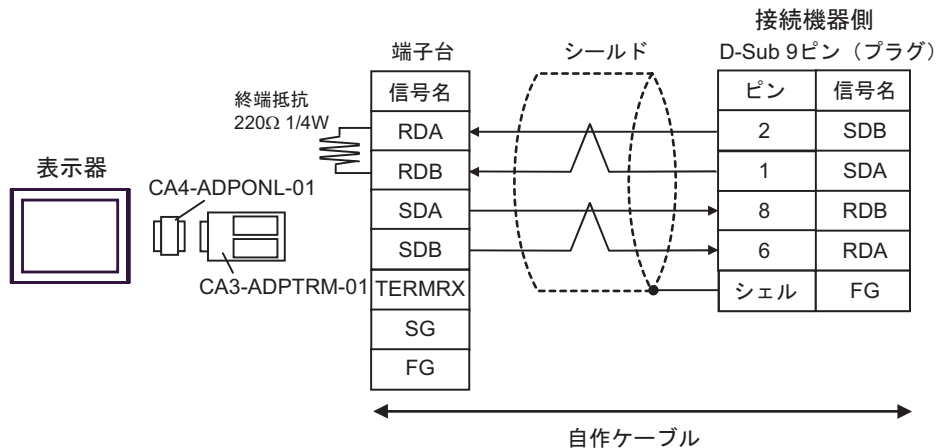 接続機器側
端子台
シールド
D-Sub 9ピン（プラグ）
信号名
ピン
信号名
終端抵抗
220Ω 1/4W
RDA
2
SDB
RDB
1
SDA
表示器
CA4-ADPONL-01
SDA
8
RDB
SDB
6
RDA
CA3-ADPTRM-01
TERMRX
シェル
FG
SG
FG
自作ケーブル